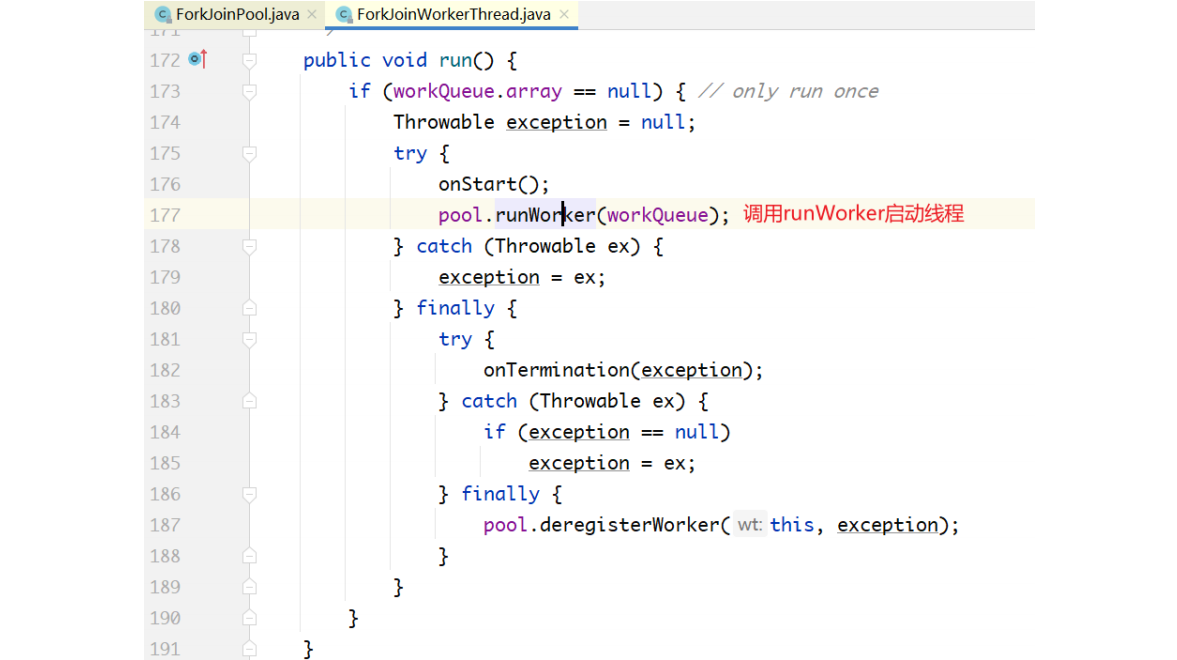 ForkJoinPool.java × ForkJoinWorkerThread.java ×
171
172 public void run() {
173 if (workQueue.array == null) { // only run once
174 Throwable exception = null;
175 try {
176 onStart();
177 pool.runWorker(workQueue); 调用runWorker启动线程
178 } catch (Throwable ex) {
179 exception = ex;
180 } finally {
181 try {
182 onTermination(exception);
183 } catch (Throwable ex) {
184 if (exception == null)
185 exception = ex;
186 } finally {
187 pool.deregisterWorker( wt: this, exception);
188 }
189 }
190 }
191 }